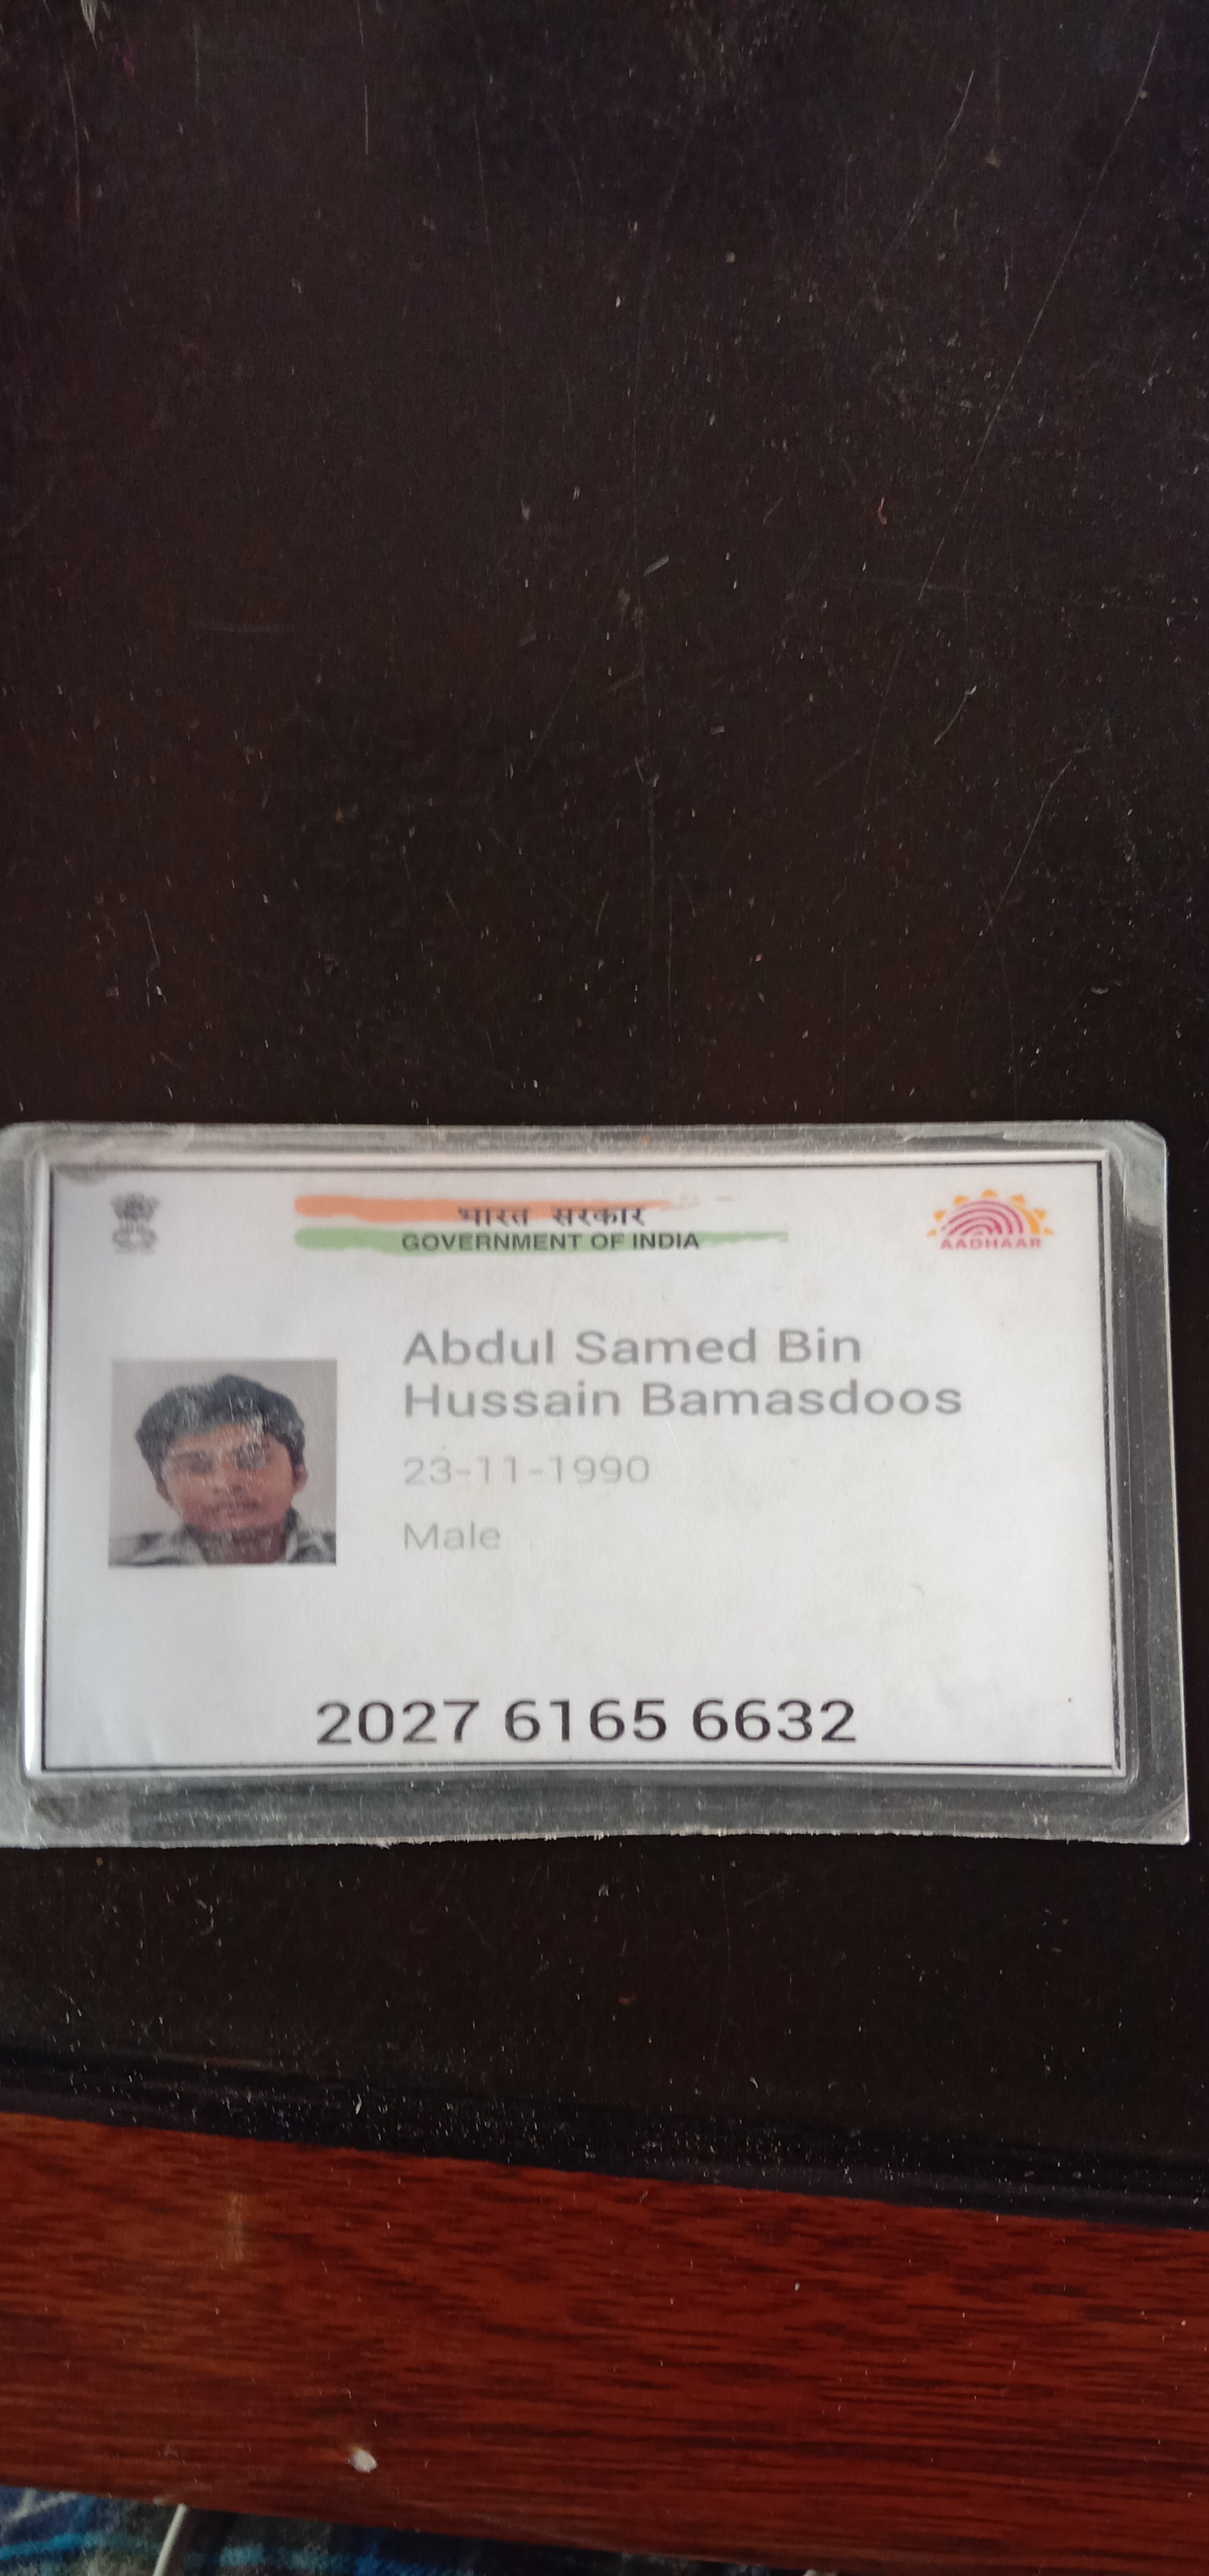 भारत सरकार
GOVERNMENT OF INDIA
AADHAAR
Abdul Samed Bin
Hussain Bamasdoos
23-11-1990
Male
2027 6165 6632